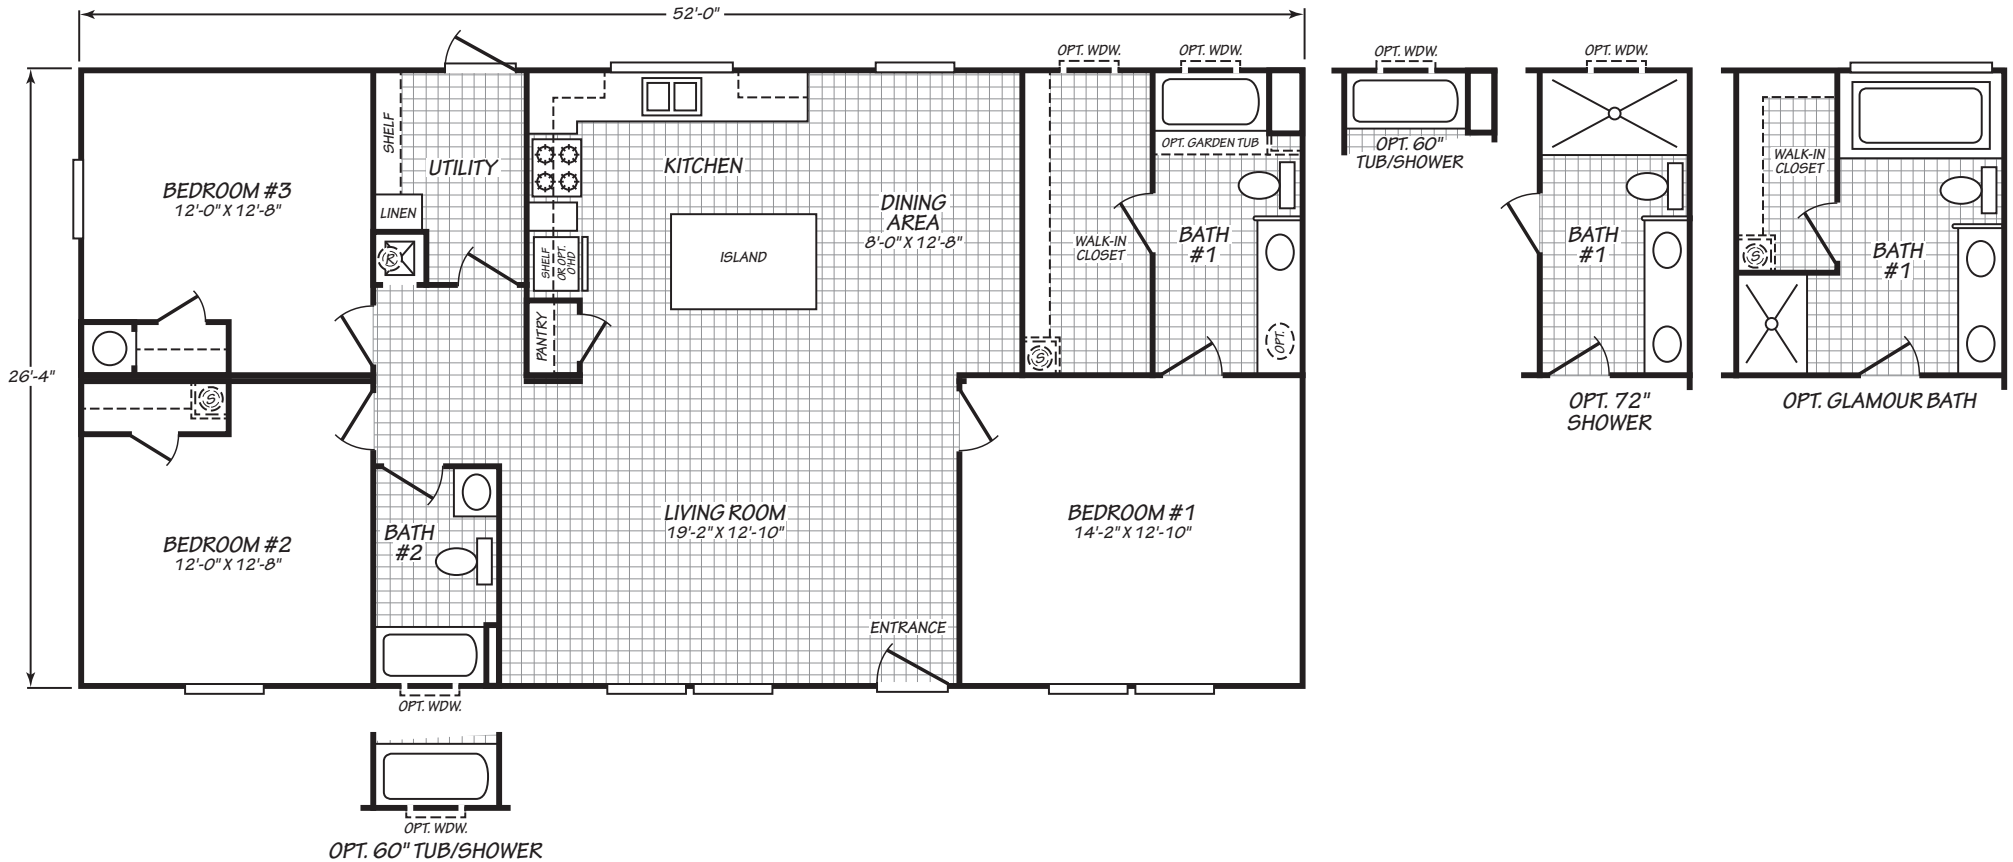 52'-0"
OPT. WDW.
OPT. WDW.
OPT. WDW.
OPT. WDW.
SHELF
UTILITY
KITCHEN
OPT. GARDEN TUB
OPT. 60"
TUB/SHOWER
WALK-IN
CLOSET
BEDROOM #3
12'-0" X 12'-8"
LINEN
DINING
AREA
8'-0" X 12'-8"
R
SHELF
OR OPT.
O'HD
ISLAND
WALK-IN
CLOSET
BATH
#1
BATH
#1
S
BATH
#1
PANTRY
S
OPT.
26'-4"
S
OPT. 72"
SHOWER
OPT. GLAMOUR BATH
BEDROOM #2
12'-0" X 12'-8"
BATH
#2
LIVING ROOM
19'-2" X 12'-10"
BEDROOM #1
14'-2" X 12'-10"
ENTRANCE
OPT. WDW.
OPT. WDW.
OPT. 60" TUB/SHOWER